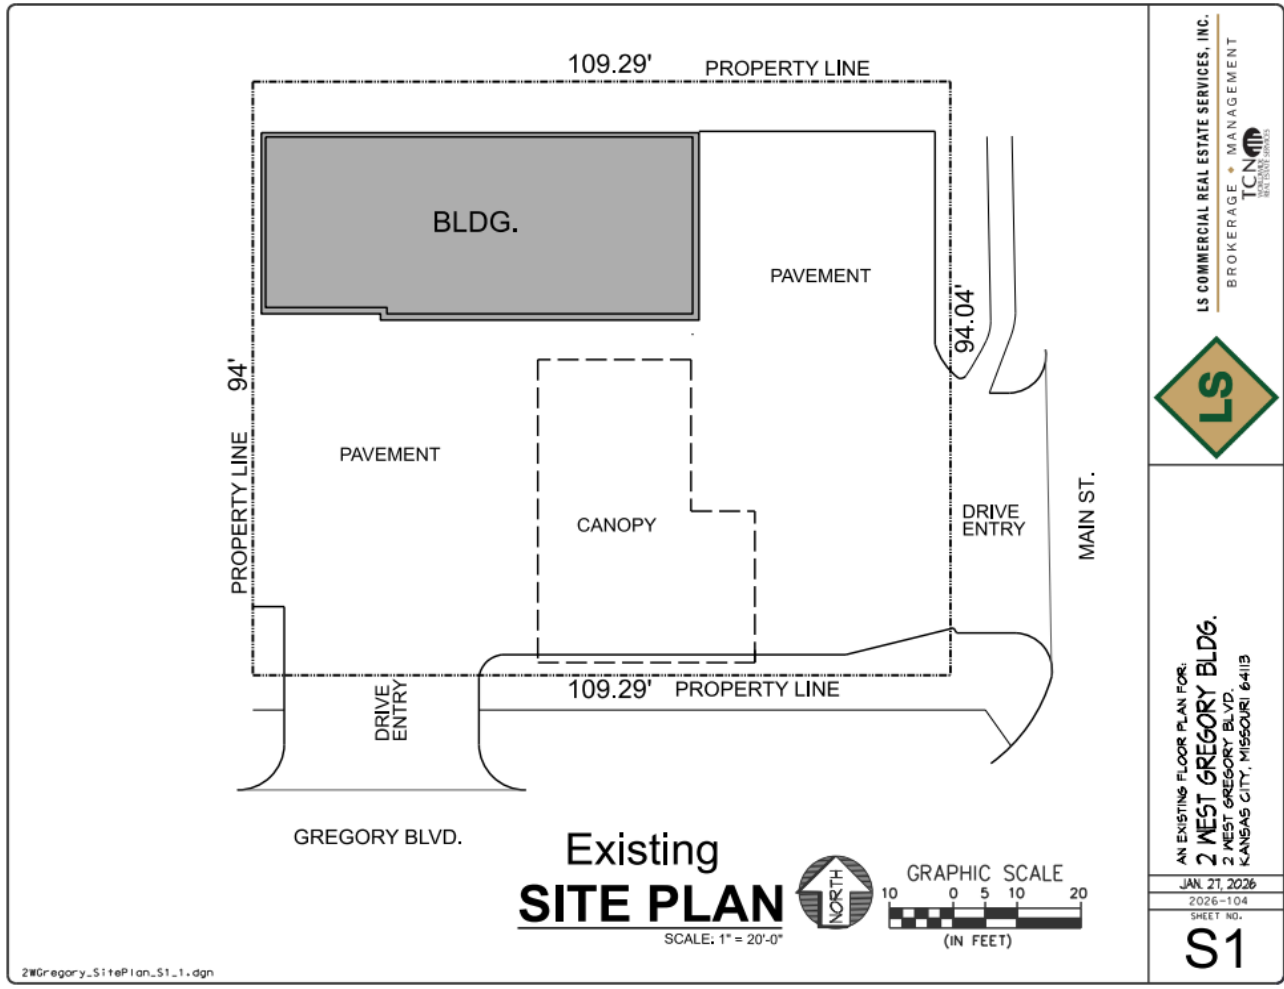 109.29' PROPERTY LINE
BLDG.
PAVEMENT
94.04'
94'
PROPERTY LINE
PAVEMENT
CANOPY
DRIVE
ENTRY
MAIN ST.
109.29' PROPERTY LINE
DRIVE
ENTRY
GREGORY BLVD.
Existing
SITE PLAN
SCALE: 1" = 20'-0"
NORTH
GRAPHIC SCALE
10 0 5 10 20
(IN FEET)
2WGregory_SitePlan_S1_1.dgn
LS COMMERCIAL REAL ESTATE SERVICES, INC.
BROKERAGE MANAGEMENT
TCN
WORLDWIDE
REAL ESTATE SERVICES
LS
AN EXISTING FLOOR PLAN FOR:
2 WEST GREGORY BLDG.
2 WEST GREGORY BLVD.
KANSAS CITY, MISSOURI 64113
JAN. 27, 2026
2026-104
SHEET NO.
S1